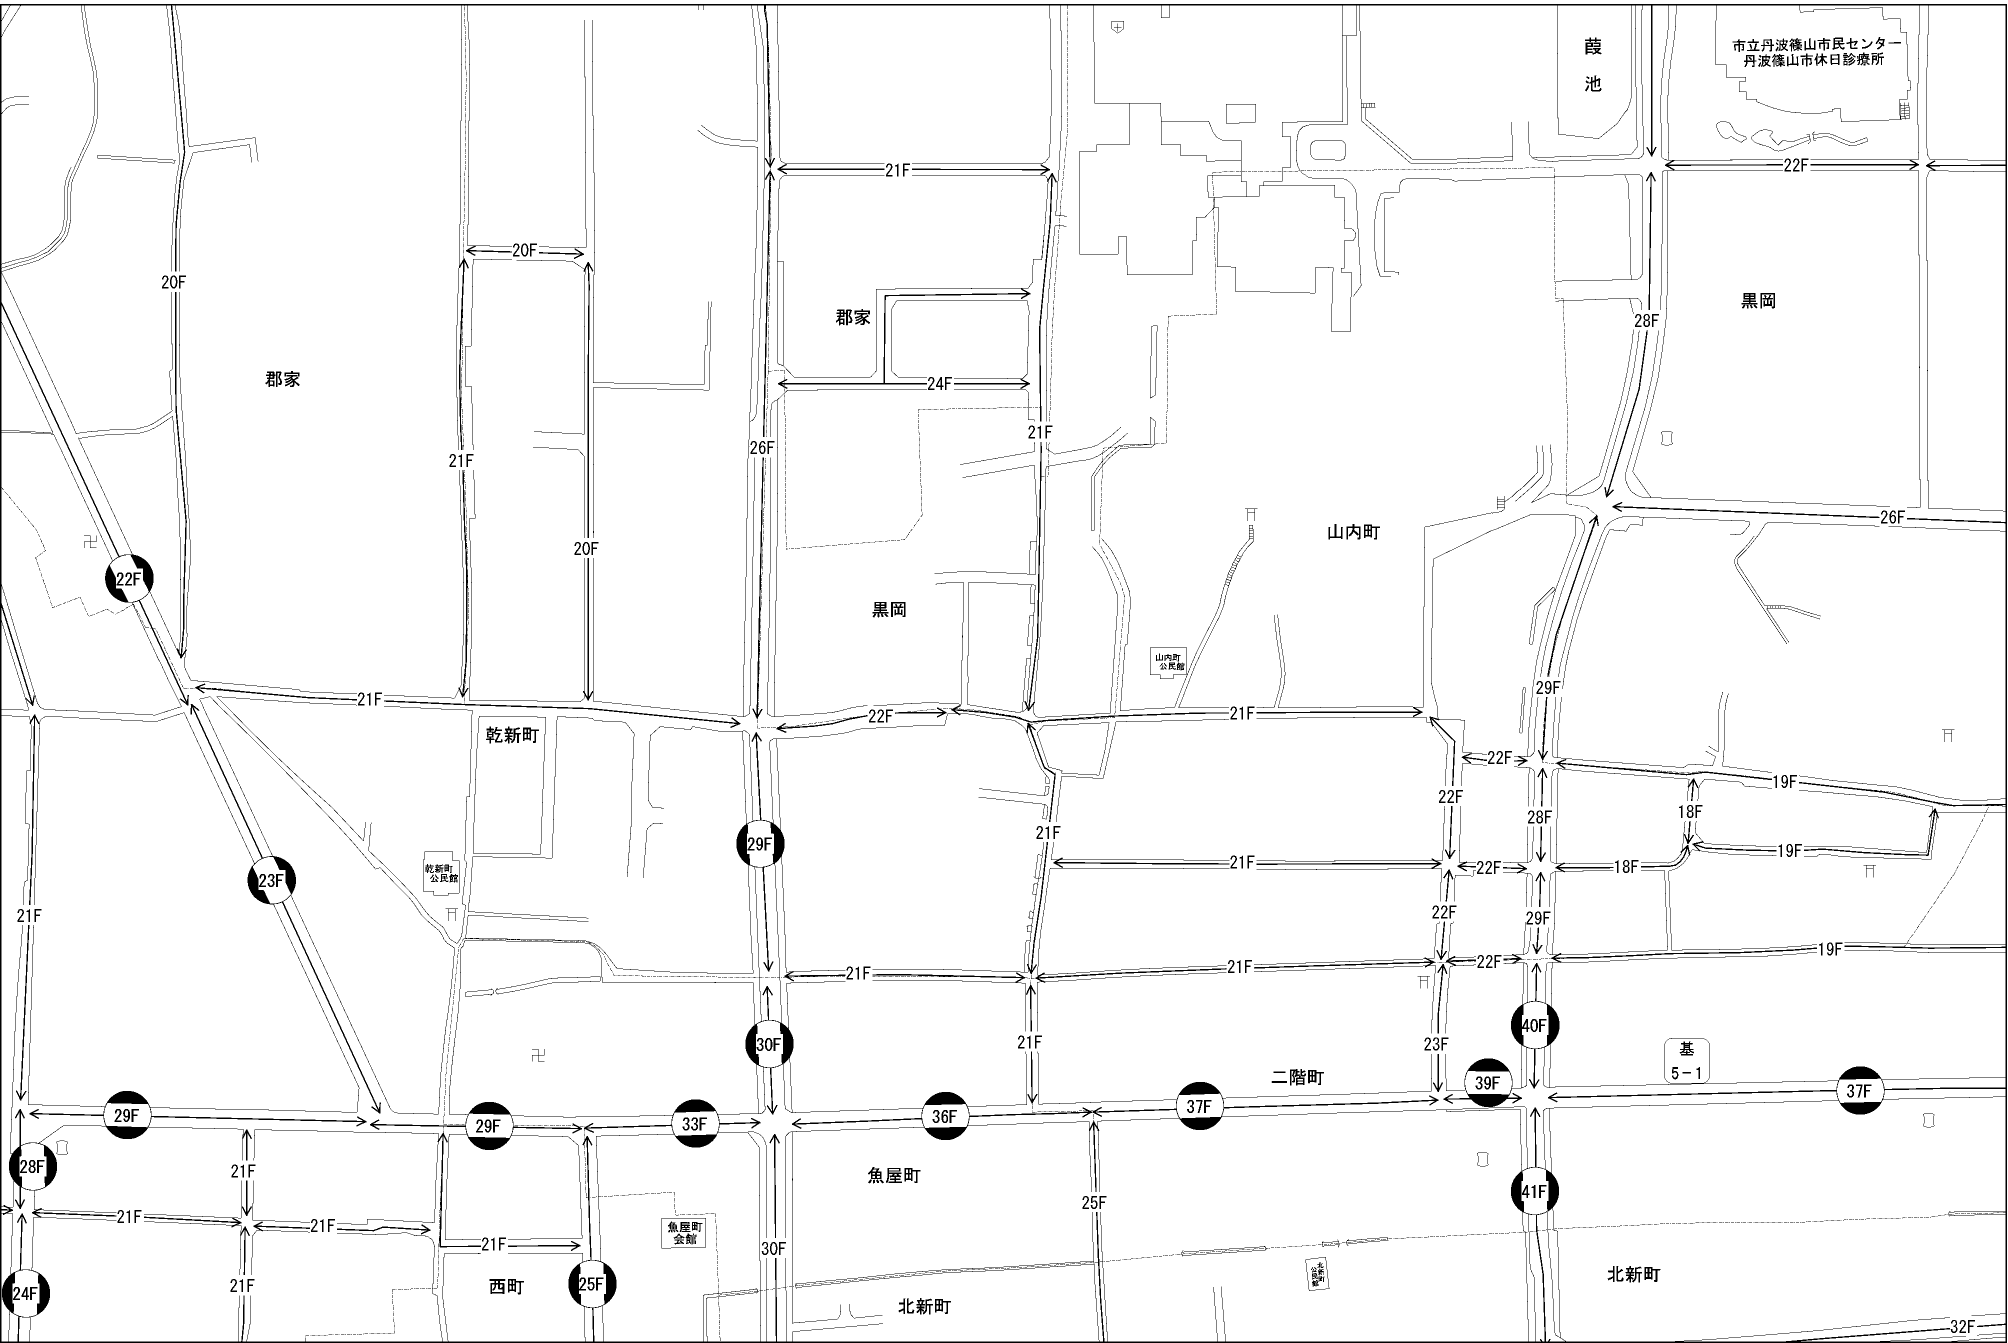 葭
池
市立丹波篠山市民センター
丹波篠山市休日診療所
21F
22F
20F
20F
郡家
黒岡
28F
郡家
24F
21F
26F
21F
26F
山内町
20F
22F
黒岡
山内町
公民館
29F
21F
22F
21F
乾新町
22F
19F
22F
18F
28F
21F
29F
19F
21F
22F
18F
乾新町
公民館
23F
21F
22F
29F
19F
21F
21F
22F
40F
30F
21F
23F
基
5-1
二階町
39F
37F
29F
37F
36F
33F
29F
28F
21F
魚屋町
41F
25F
21F
21F
魚屋町
会館
21F
30F
北新町
公民館
北新町
21F
西町
25F
24F
北新町
32F